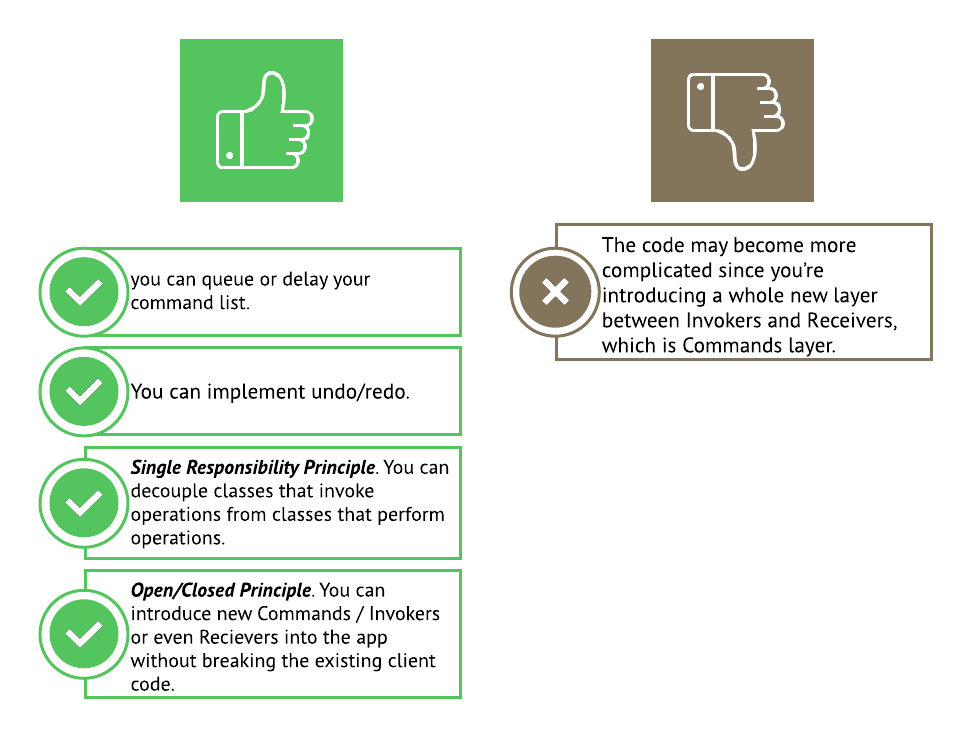 you can queue or delay your
command list.
You can implement undo/redo.
Single Responsibility Principle. You can
decouple classes that invoke
operations from classes that perform
operations.
Open/Closed Principle. You can
introduce new Commands / Invokers
or even Recievers into the app
without breaking the existing client
code.
The code may become more
complicated since you’re
introducing a whole new layer
between Invokers and Receivers,
which is Commands layer.